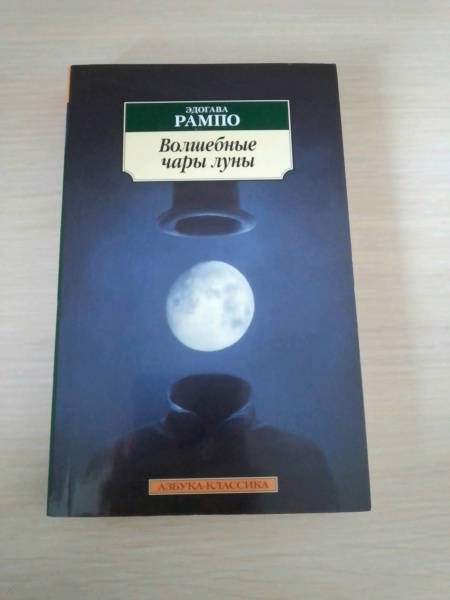 ЭДОГАВА
РАМПО
Волшебные
чары луны
АЗБУКА-КЛАССИКА